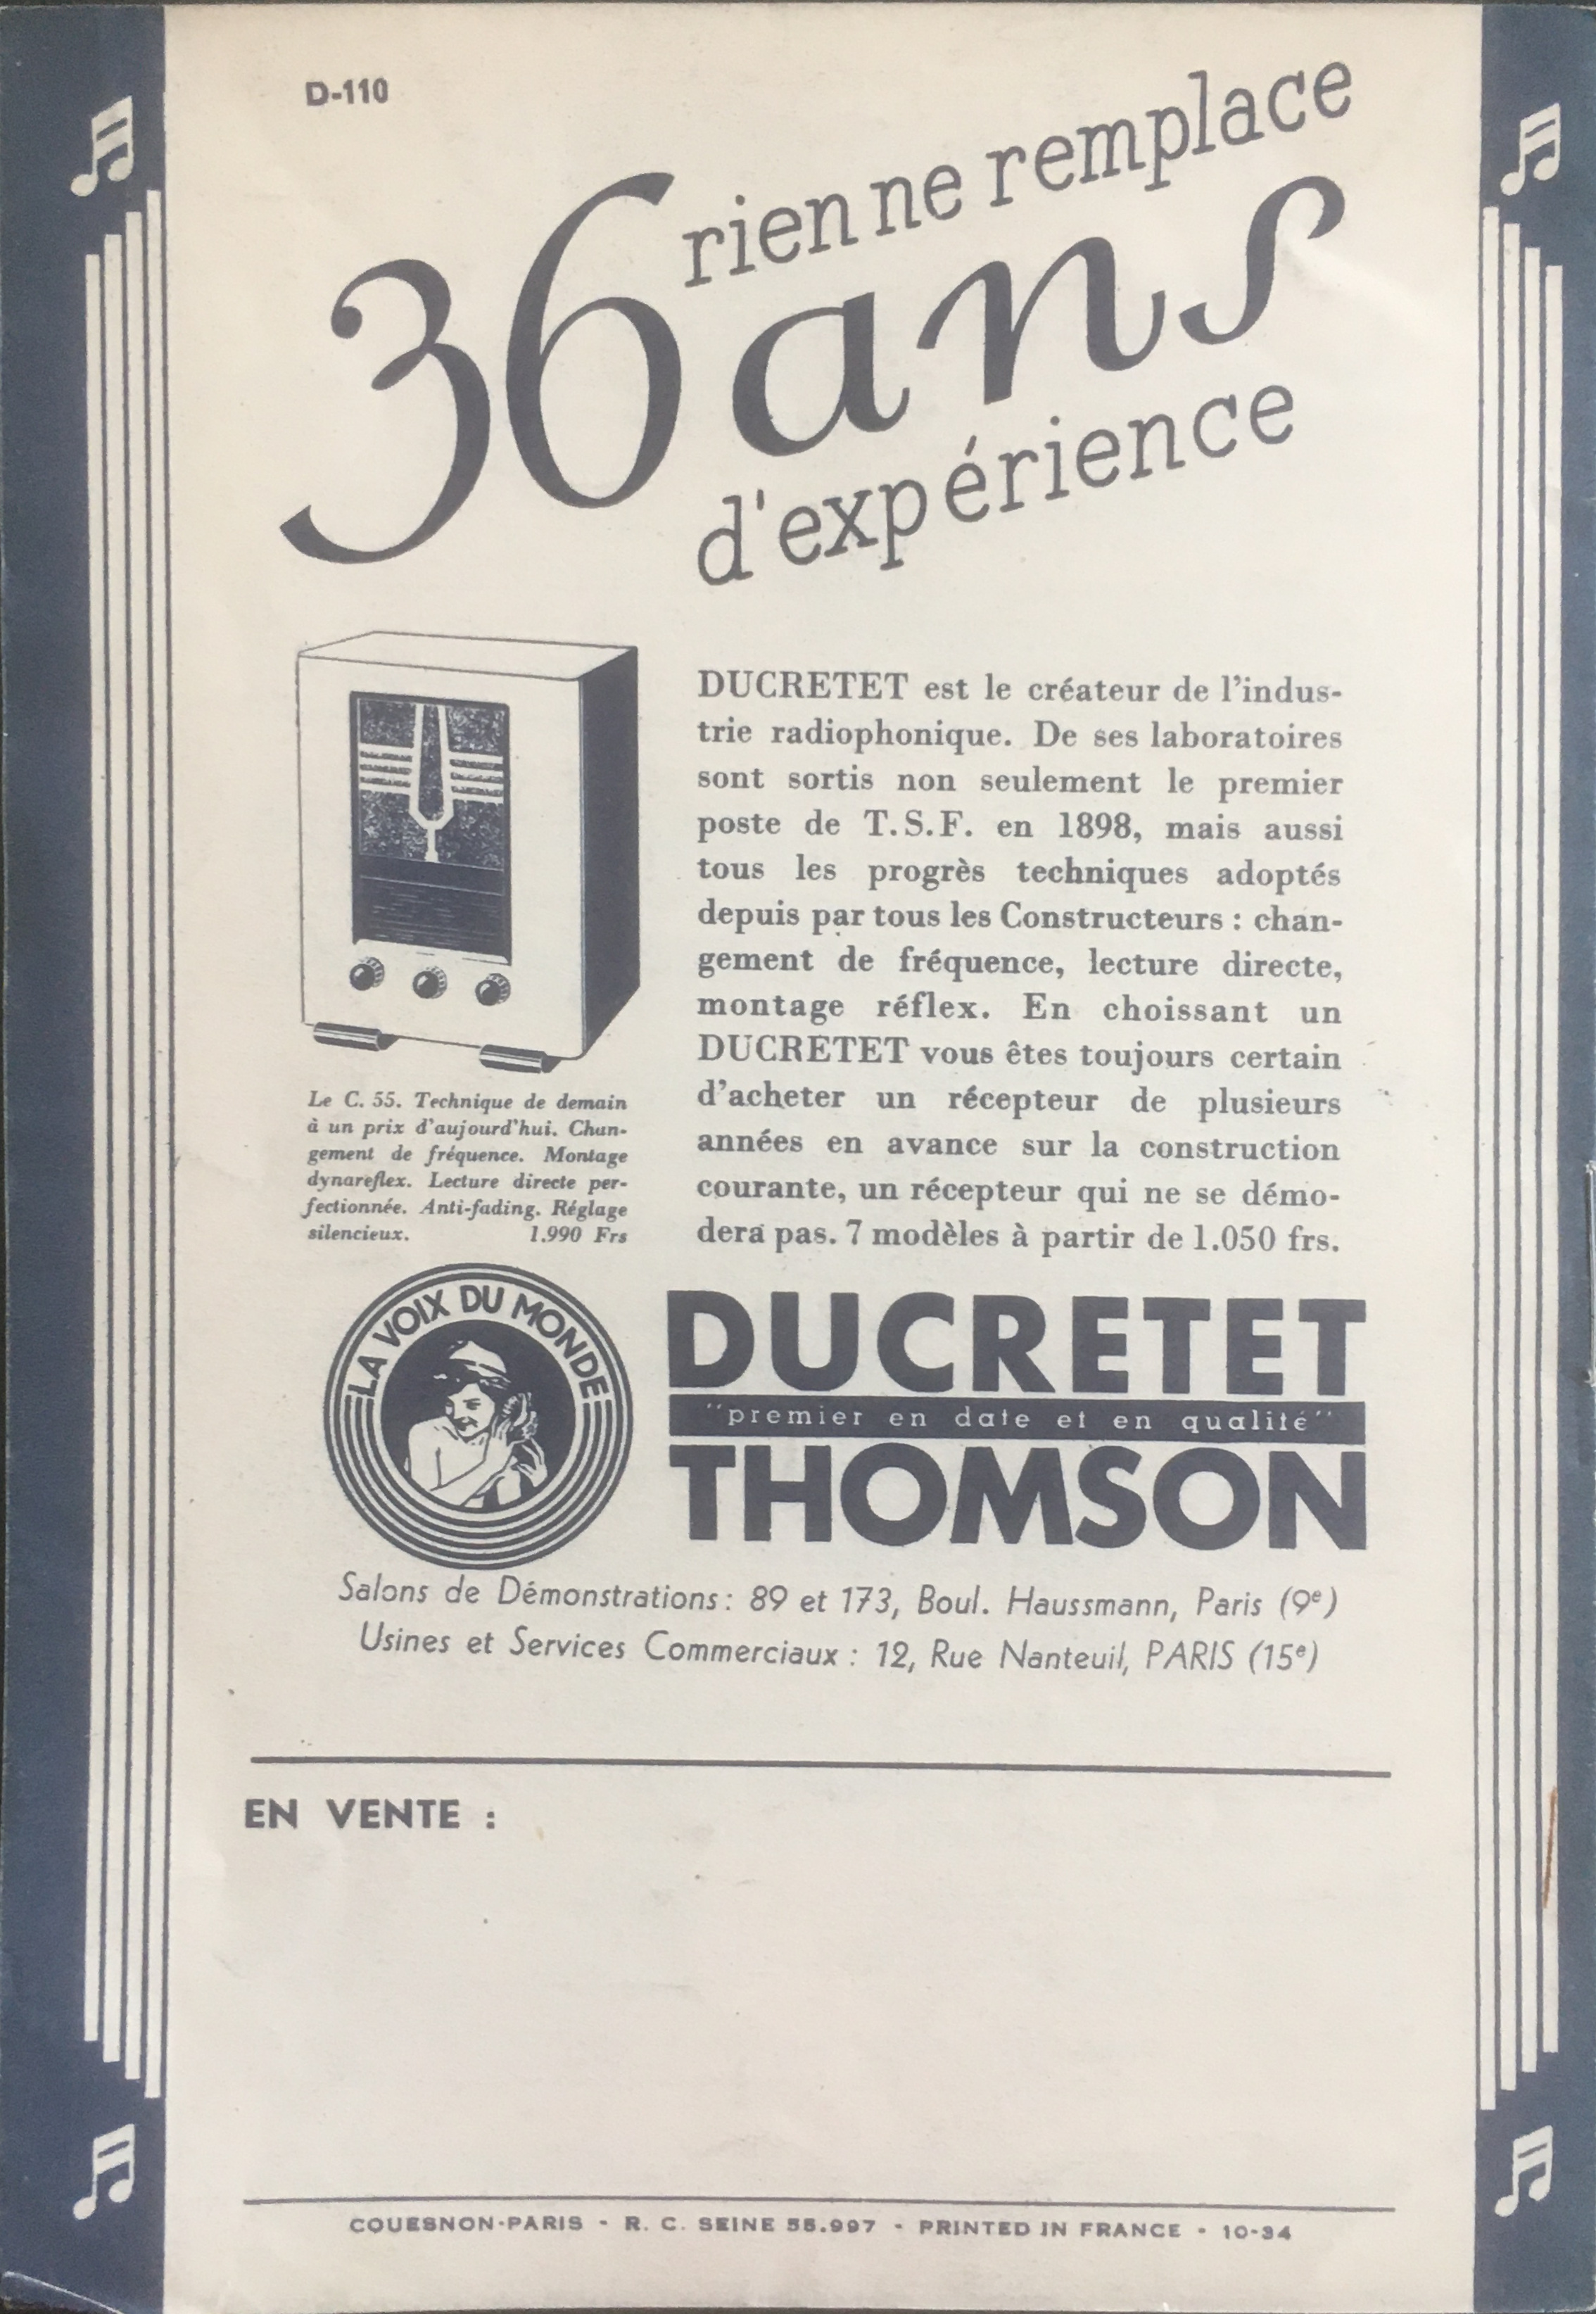 D-110
rien ne remplace
36 ans
d'expérience
DUCRETET est le créateur de l'indus-
trie radiophonique. De ses laboratoires
sont sortis non seulement le premier
poste de T.S.F. en 1898, mais aussi
tous les progrès techniques adoptés
depuis par tous les Constructeurs : chan-
gement de fréquence, lecture directe,
montage réflex. En choissant un
DUCRETET vous êtes toujours certain
d'acheter un récepteur de plusieurs
années en avance sur la construction
courante, un récepteur qui ne se démo-
dera pas. 7 modèles à partir de 1.050 frs.
Le C. 55. Technique de demain
à un prix d'aujourd'hui. Chan-
gement de fréquence. Montage
dynareflex. Lecture directe per-
fectionnée. Anti-fading. Réglage
silencieux. 1.990 Frs
LA VOIX DU MONDE
DUCRETET
"premier en date et en qualité"
THOMSON
Salons de Démonstrations : 89 et 173, Boul. Haussmann, Paris (9e)
Usines et Services Commerciaux : 12, Rue Nanteuil, PARIS (15e)
EN VENTE :
COUESNON-PARIS - R. C. SEINE 55.997 - PRINTED IN FRANCE - 10-34